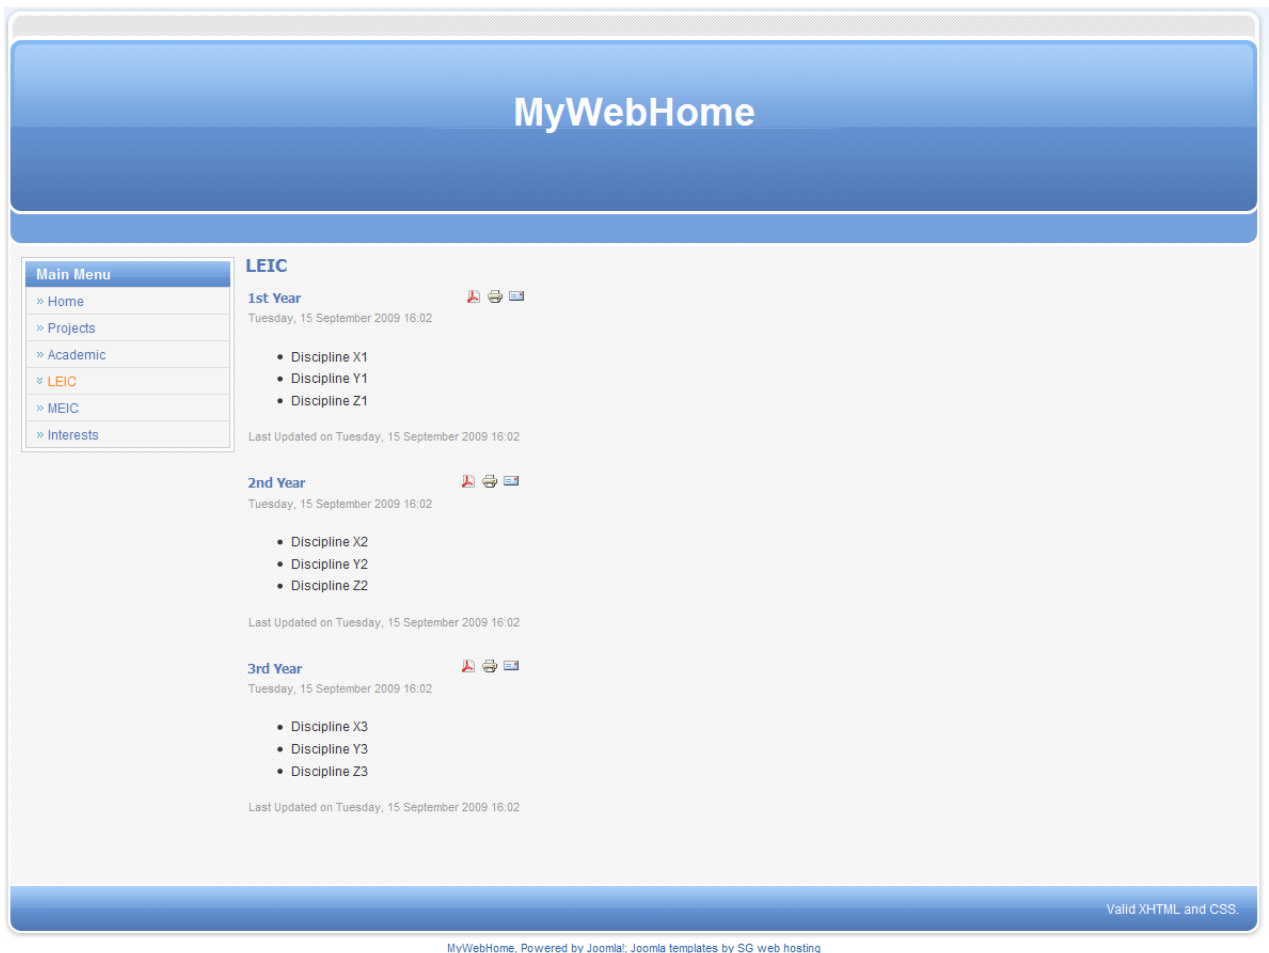 MyWebHome
Main Menu
» Home
» Projects
» Academic
» LEIC
» MEIC
» Interests
LEIC
1st Year
Tuesday, 15 September 2009 16:02
• Discipline X1
• Discipline Y1
• Discipline Z1
Last Updated on Tuesday, 15 September 2009 16:02
2nd Year
Tuesday, 15 September 2009 16:02
• Discipline X2
• Discipline Y2
• Discipline Z2
Last Updated on Tuesday, 15 September 2009 16:02
3rd Year
Tuesday, 15 September 2009 16:02
• Discipline X3
• Discipline Y3
• Discipline Z3
Last Updated on Tuesday, 15 September 2009 16:02
Valid XHTML and CSS.
MyWebHome, Powered by Joomla!; Joomla templates by SG web hosting